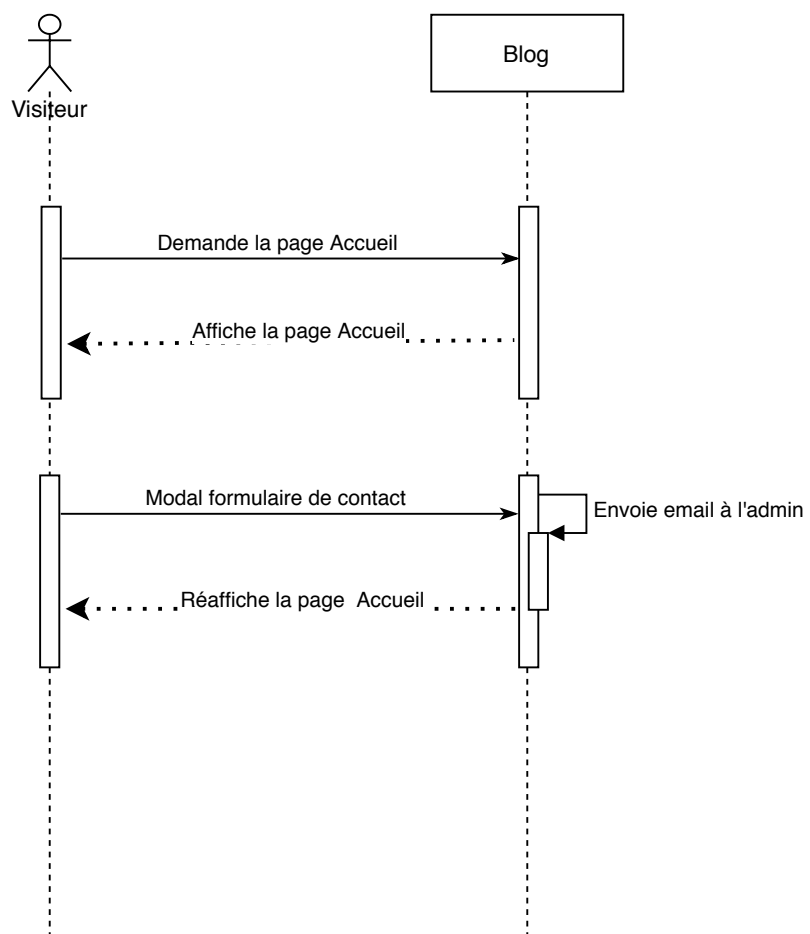 Blog
Visiteur
Demande la page Accueil
Affiche la page Accueil
Modal formulaire de contact
Envoie email à l'admin
Réaffiche la page Accueil